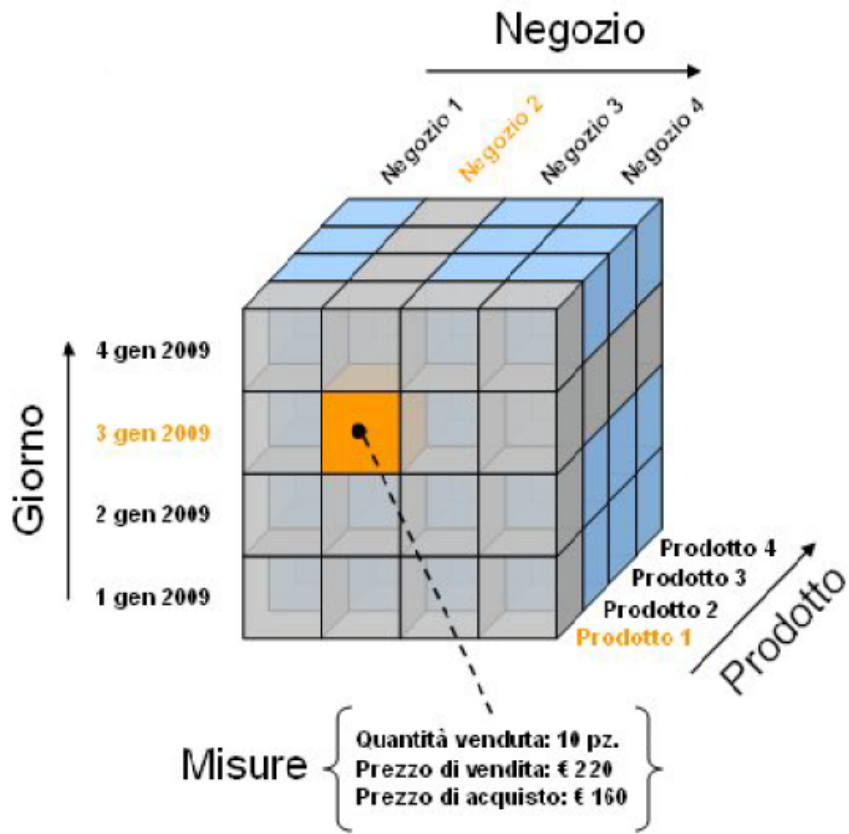 Negozio
Negozio 1
Negozio 2
Negozio 3
Negozio 4
Giorno
4 gen 2009
3 gen 2009
2 gen 2009
1 gen 2009
Prodotto 4
Prodotto 3
Prodotto 2
Prodotto 1
Prodotto
Misure
Quantità venduta: 10 pz.
Prezzo di vendita: € 220
Prezzo di acquisto: € 160